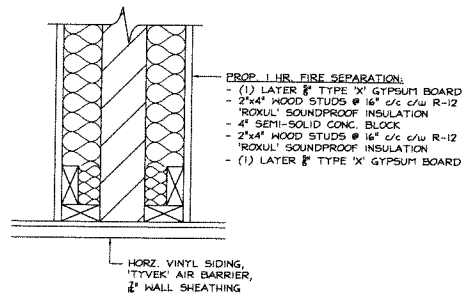 PROP. 1 HR. FIRE SEPARATION:
- (1) LAYER 5/8" TYPE 'X' GYPSUM BOARD
- 2"x4" WOOD STUDS @ 16" c/c c/w R-12
'ROXUL' SOUNDPROOF INSULATION
- 4" SEMI-SOLID CONC. BLOCK
- 2"x4" WOOD STUDS @ 16" c/c c/w R-12
'ROXUL' SOUNDPROOF INSULATION
- (1) LAYER 5/8" TYPE 'X' GYPSUM BOARD
HORZ. VINYL SIDING,
'TYVEK' AIR BARRIER,
7/16" WALL SHEATHING